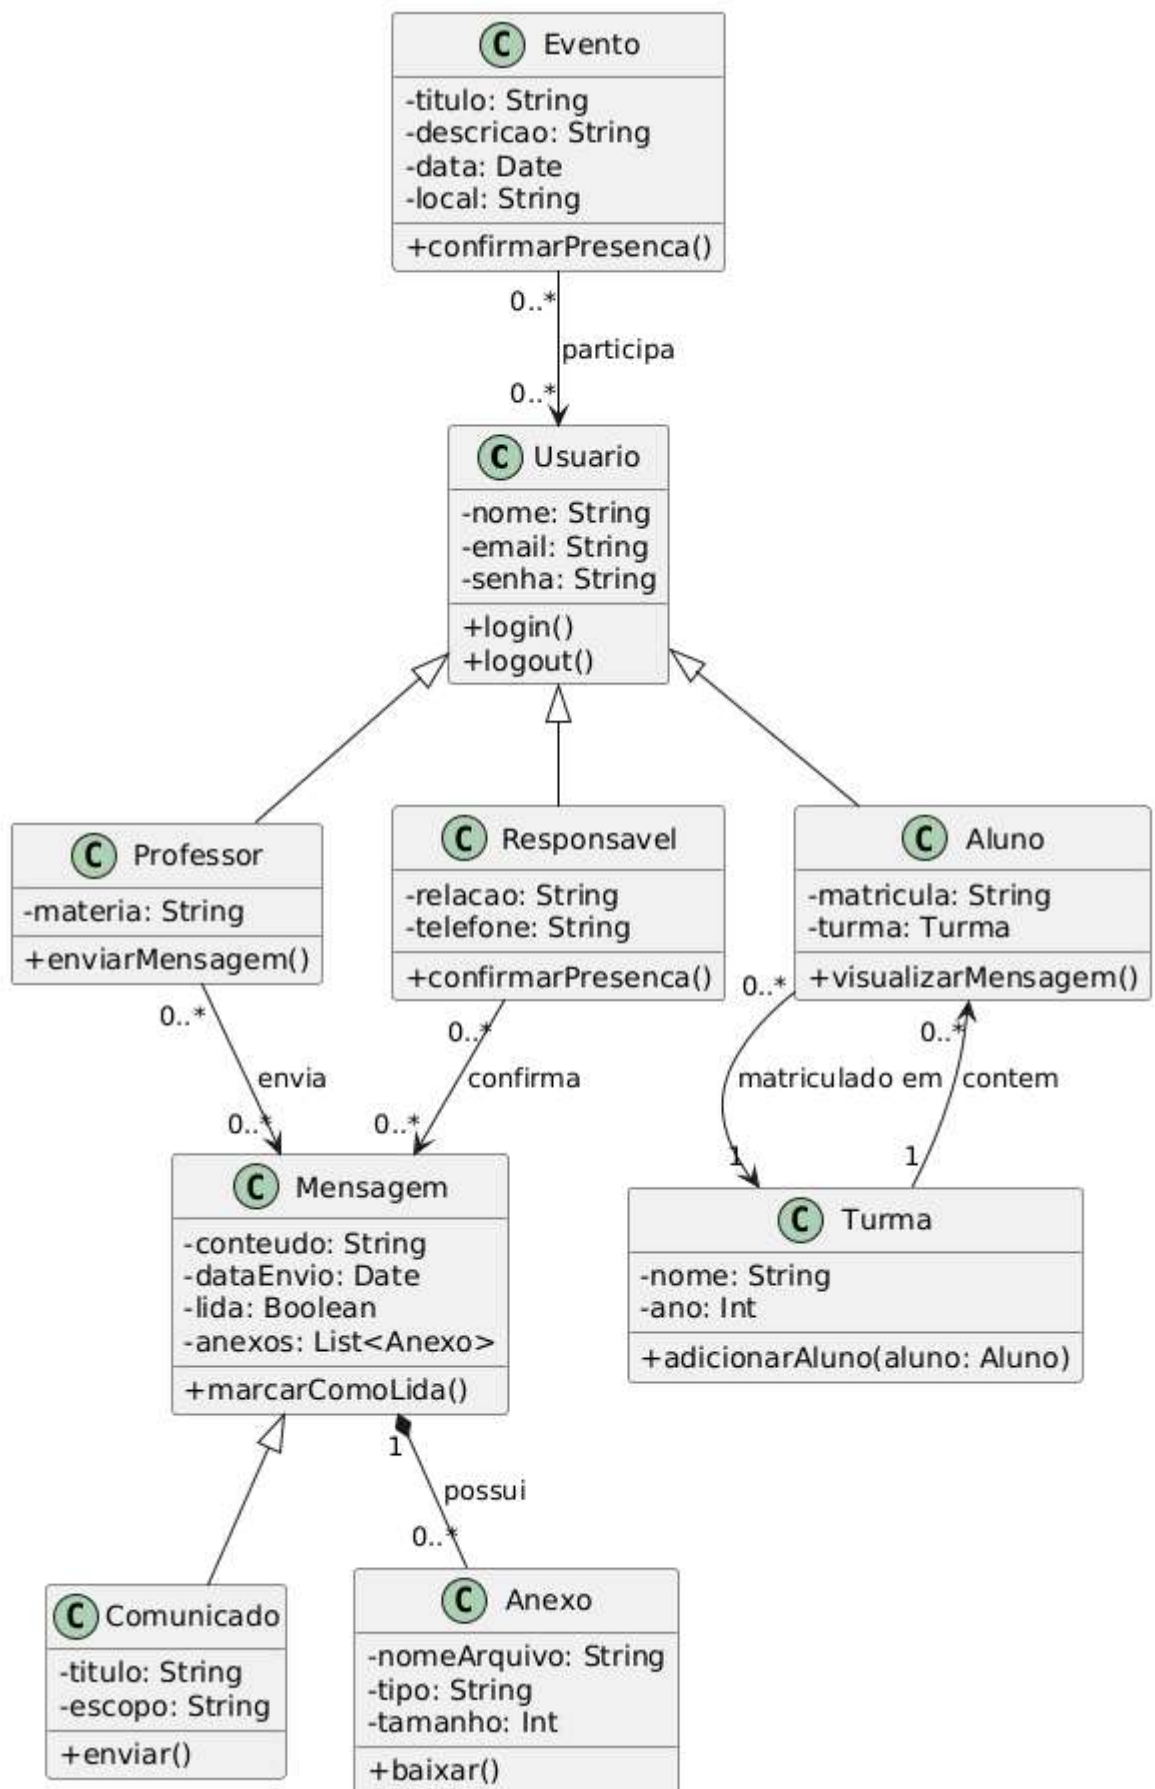 C Evento
-titulo: String
-descricao: String
-data: Date
-local: String
+confirmarPresenca()
0..*
participa
0..*
C Usuario
-nome: String
-email: String
-senha: String
+login()
+logout()
C Professor
-materia: String
+enviarMensagem()
C Responsavel
-relacao: String
-telefone: String
+confirmarPresenca()
C Aluno
-matricula: String
-turma: Turma
+visualizarMensagem()
0..*
envia
0..*
0..*
confirma
0..*
0..*
matriculado em
1
0..*
contem
1
C Mensagem
-conteudo: String
-dataEnvio: Date
-lida: Boolean
-anexos: List<Anexo>
+marcarComoLida()
C Turma
-nome: String
-ano: Int
+adicionarAluno(aluno: Aluno)
1
possui
0..*
C Comunicado
-titulo: String
-escopo: String
+enviar()
C Anexo
-nomeArquivo: String
-tipo: String
-tamanho: Int
+baixar()